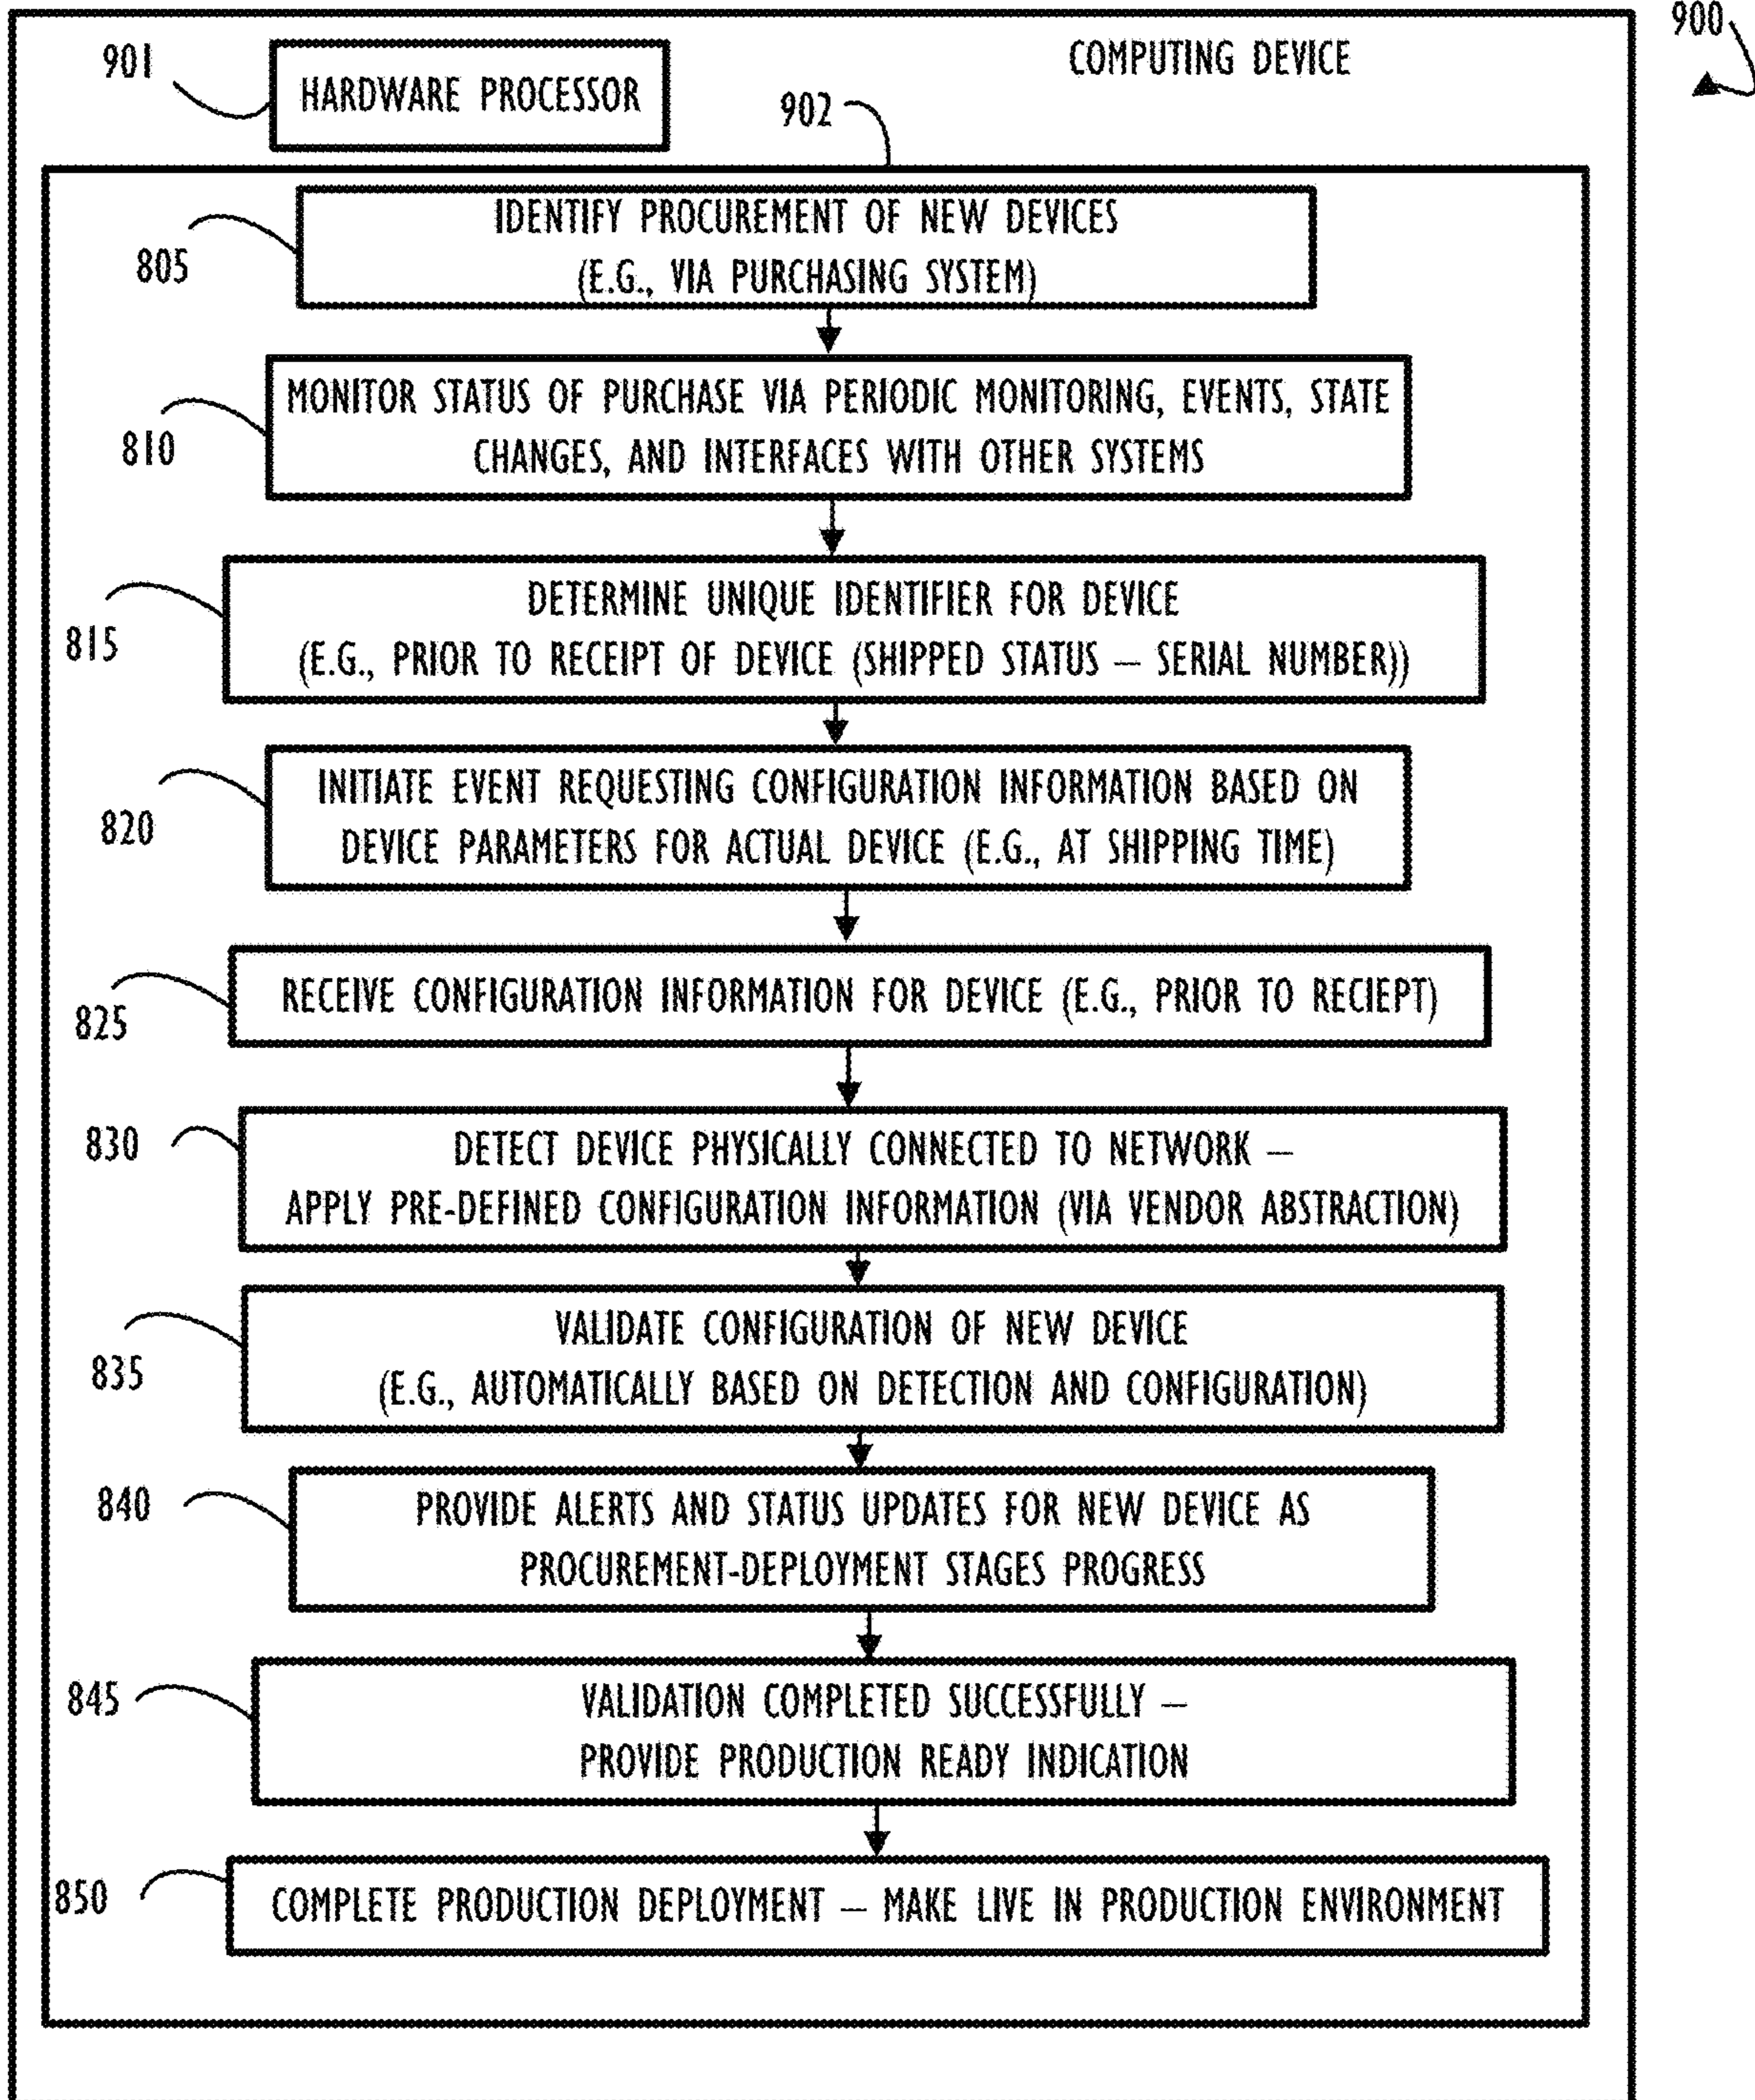 900
901
HARDWARE PROCESSOR
COMPUTING DEVICE
902
805
IDENTIFY PROCUREMENT OF NEW DEVICES
(E.G., VIA PURCHASING SYSTEM)
810
MONITOR STATUS OF PURCHASE VIA PERIODIC MONITORING, EVENTS, STATE
CHANGES, AND INTERFACES WITH OTHER SYSTEMS
815
DETERMINE UNIQUE IDENTIFIER FOR DEVICE
(E.G., PRIOR TO RECEIPT OF DEVICE (SHIPPED STATUS – SERIAL NUMBER))
820
INITIATE EVENT REQUESTING CONFIGURATION INFORMATION BASED ON
DEVICE PARAMETERS FOR ACTUAL DEVICE (E.G., AT SHIPPING TIME)
825
RECEIVE CONFIGURATION INFORMATION FOR DEVICE (E.G., PRIOR TO RECIEPT)
830
DETECT DEVICE PHYSICALLY CONNECTED TO NETWORK –
APPLY PRE-DEFINED CONFIGURATION INFORMATION (VIA VENDOR ABSTRACTION)
835
VALIDATE CONFIGURATION OF NEW DEVICE
(E.G., AUTOMATICALLY BASED ON DETECTION AND CONFIGURATION)
840
PROVIDE ALERTS AND STATUS UPDATES FOR NEW DEVICE AS
PROCUREMENT-DEPLOYMENT STAGES PROGRESS
845
VALIDATION COMPLETED SUCCESSFULLY –
PROVIDE PRODUCTION READY INDICATION
850
COMPLETE PRODUCTION DEPLOYMENT – MAKE LIVE IN PRODUCTION ENVIRONMENT